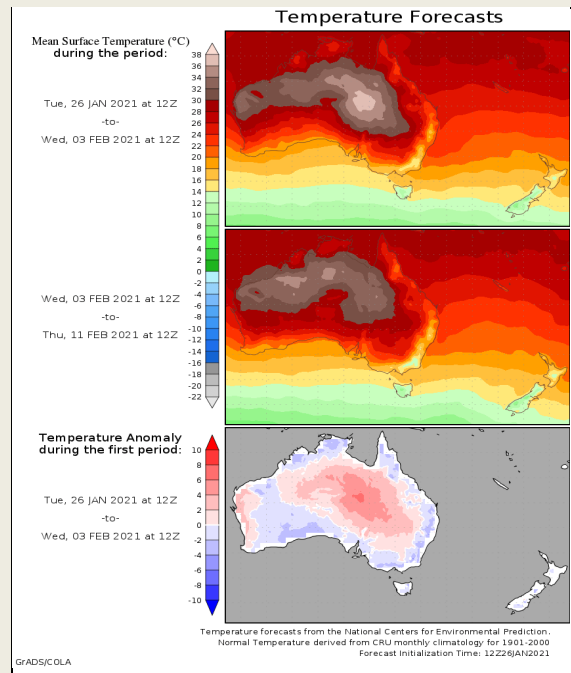 Temperature Forecasts
Mean Surface Temperature (°C)
during the period:
Tue, 26 JAN 2021 at 12Z
-to-
Wed, 03 FEB 2021 at 12Z
38
36
34
32
30
28
26
24
22
20
18
16
14
12
10
8
6
4
2
0
-2
-4
-6
-8
-10
-12
-14
-16
-18
-20
-22
Wed, 03 FEB 2021 at 12Z
-to-
Thu, 11 FEB 2021 at 12Z
Temperature Anomaly
during the first period:
Tue, 26 JAN 2021 at 12Z
-to-
Wed, 03 FEB 2021 at 12Z
10
8
6
4
2
0
-2
-4
-6
-8
-10
Temperature forecasts from the National Centers for Environmental Prediction.
Normal Temperature derived from CRU monthly climatology for 1901-2000
Forecast Initialization Time: 12Z26JAN2021
GrADS/COLA